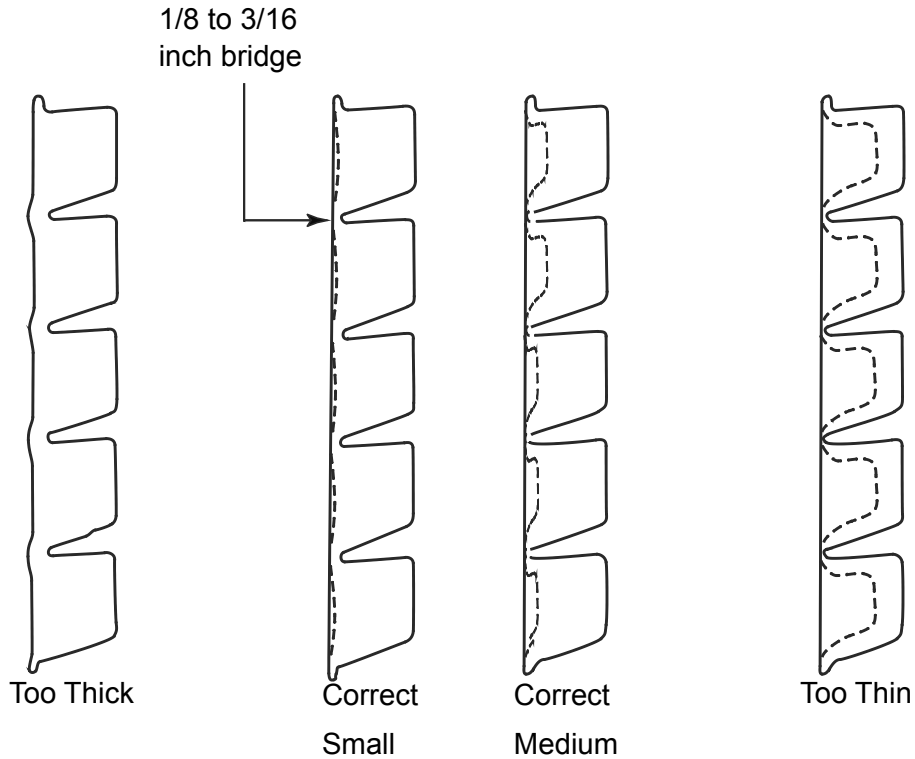 1/8 to 3/16
inch bridge
Too Thick
Correct
Small
Correct
Medium
Too Thin